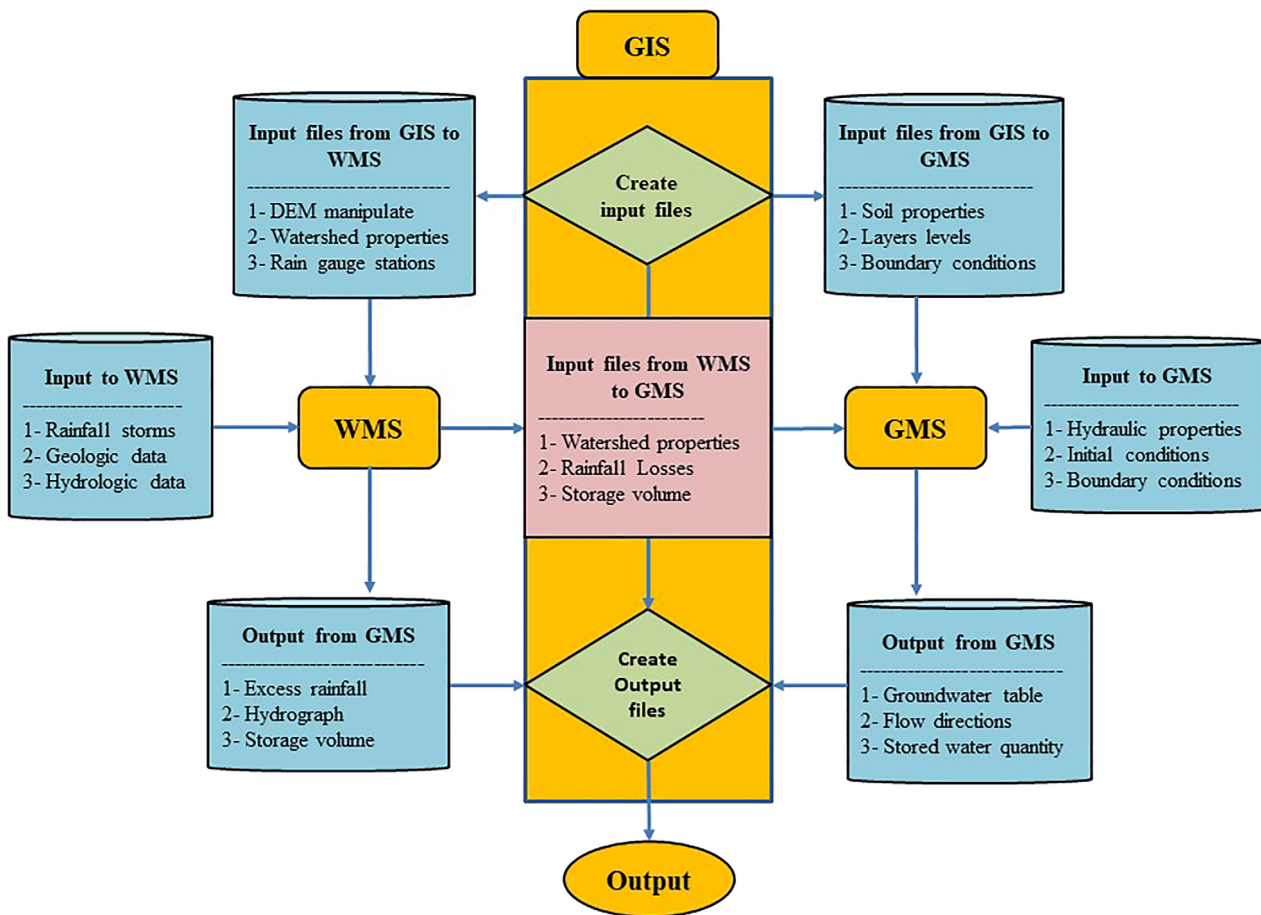 GIS
Input files from GIS to
WMS
----------------------------
1- DEM manipulate
2- Watershed properties
3- Rain gauge stations
Create
input files
Input files from GIS to
GMS
---------------------------
1- Soil properties
2- Layers levels
3- Boundary conditions
Input to WMS
----------------------
1- Rainfall storms
2- Geologic data
3- Hydrologic data
WMS
Input files from WMS
to GMS
-----------------------
1- Watershed properties
2- Rainfall Losses
3- Storage volume
GMS
Input to GMS
---------------------------
1- Hydraulic properties
2- Initial conditions
3- Boundary conditions
Output from GMS
----------------------------
1- Excess rainfall
2- Hydrograph
3- Storage volume
Create
Output
files
Output from GMS
----------------------------
1- Groundwater table
2- Flow directions
3- Stored water quantity
Output